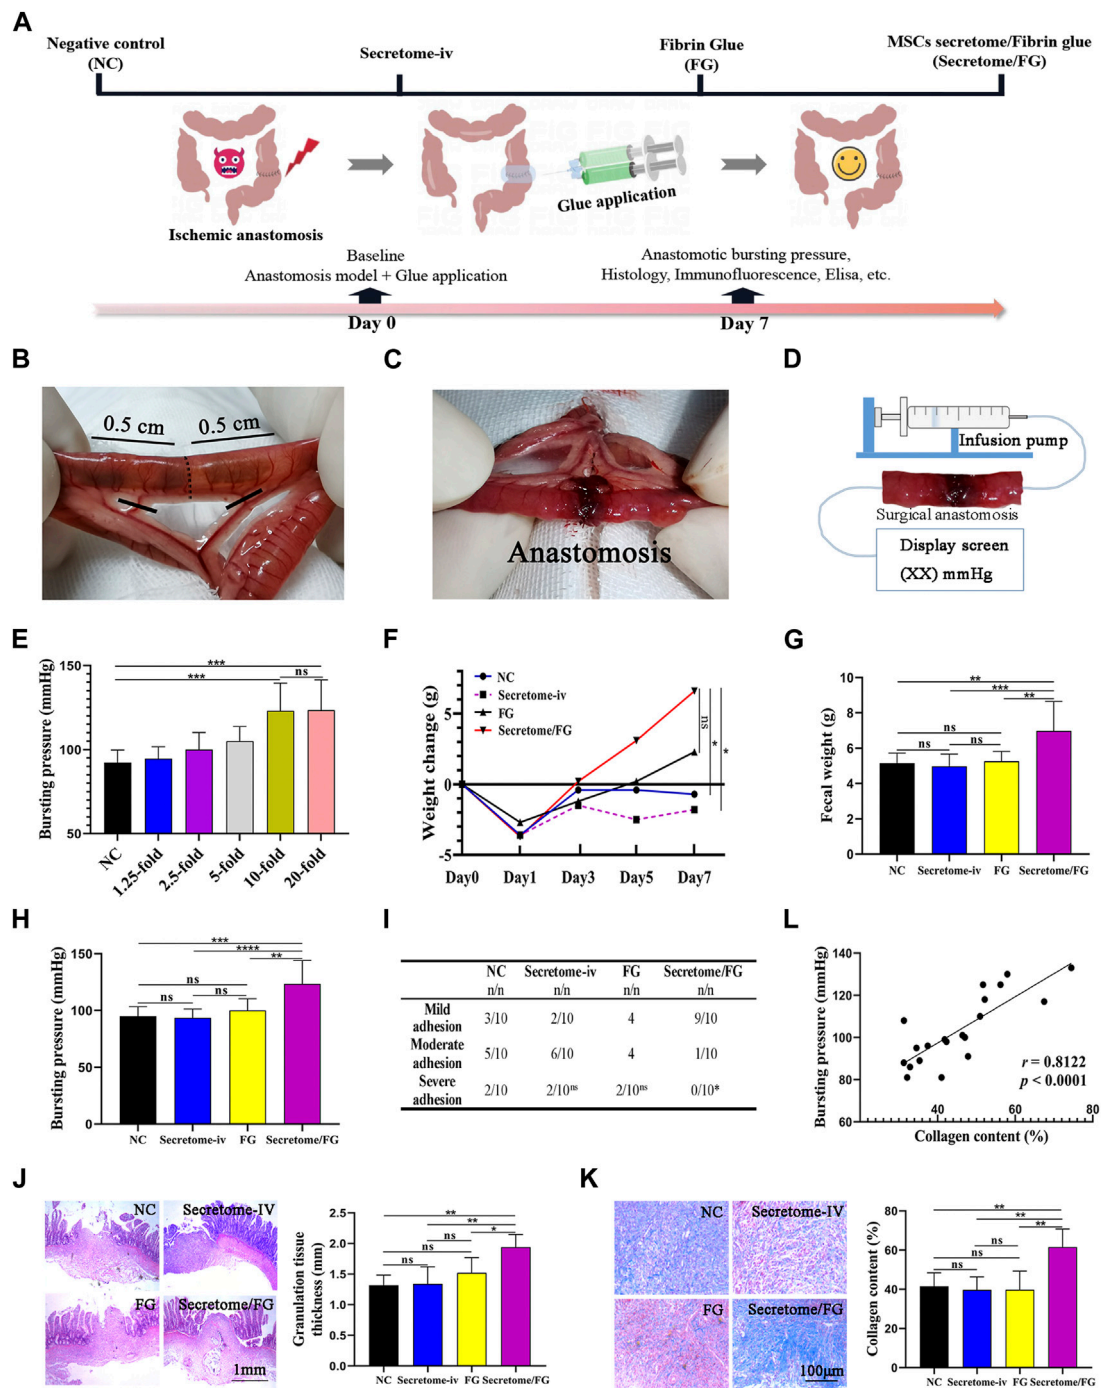 A
Negative control
(NC)
Secretome-iv
Fibrin Glue
(FG)
MSCs secretome/Fibrin glue
(Secretome/FG)
Ischemic anastomosis
Glue application
Baseline
Anastomosis model + Glue application
Anastomotic bursting pressure,
Histology, Immunofluorescence, Elisa, etc.
Day 0
Day 7
B
0.5 cm
0.5 cm
C
Anastomosis
D
Infusion pump
Surgical anastomosis
Display screen
(XX) mmHg
E
Bursting pressure (mmHg)
150
100
50
***
***
ns
NC
1.25-fold
2.5-fold
5-fold
10-fold
20-fold
F
Weight change (g)
5
0
-5
NC
Secretome-iv
FG
Secretome/FG
ns
*
*
Day0
Day1
Day3
Day5
Day7
G
Fecal weight (g)
10
8
6
4
2
0
**
***
**
ns
ns
ns
NC
Secretome-iv
FG
Secretome/FG
H
Bursting pressure (mmHg)
150
100
50
0
***
****
**
ns
ns
ns
NC
Secretome-iv
FG
Secretome/FG
I
NC Secretome-iv FG Secretome/FG
n/n n/n n/n n/n
Mild
adhesion 3/10 2/10 4 9/10
Moderate
adhesion 5/10 6/10 4 1/10
Severe
adhesion 2/10 2/10ns 2/10ns 0/10*
L
Bursting pressure (mmHg)
140
120
100
80
60
r = 0.8122
p < 0.0001
40
60
80
Collagen content (%)
J
NC
Secretome-IV
FG
Secretome/FG
1mm
Granulation tissue
thickness (mm)
2.5
2.0
1.5
1.0
0.5
0.0
**
**
*
ns
ns
ns
NC
Secretome-iv
FG
Secretome/FG
K
NC
Secretome-IV
FG
Secretome/FG
100μm
Collagen content (%)
80
60
40
20
0
**
**
**
ns
ns
ns
NC
Secretome-iv
FG
Secretome/FG